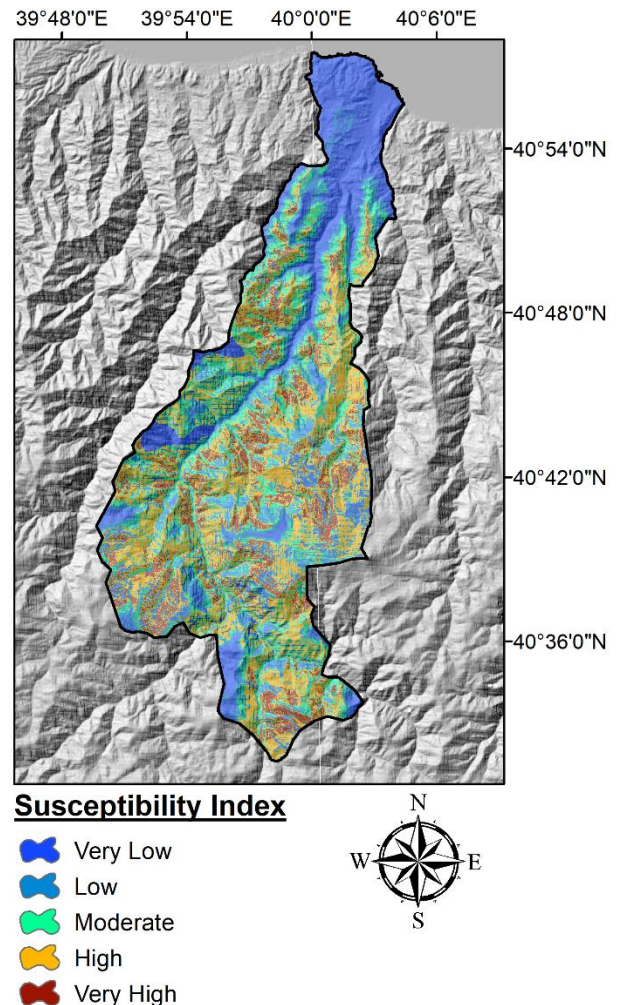 39°48'0"E 39°54'0"E 40°0'0"E 40°6'0"E
40°54'0"N
40°48'0"N
40°42'0"N
40°36'0"N
Susceptibility Index
Very Low
Low
Moderate
High
Very High
N
W E
S